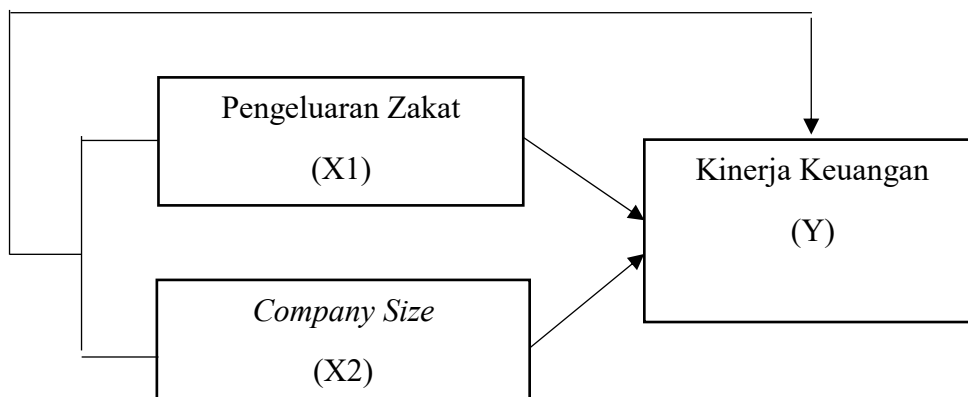 Pengeluaran Zakat
(X1)
Kinerja Keuangan
(Y)
Company Size
(X2)